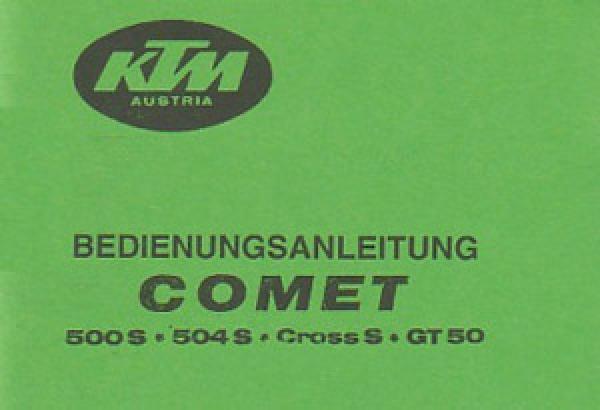 KTM
AUSTRIA
BEDIENUNGSANLEITUNG
COMET
500 S • 504 S • Cross S • GT 50